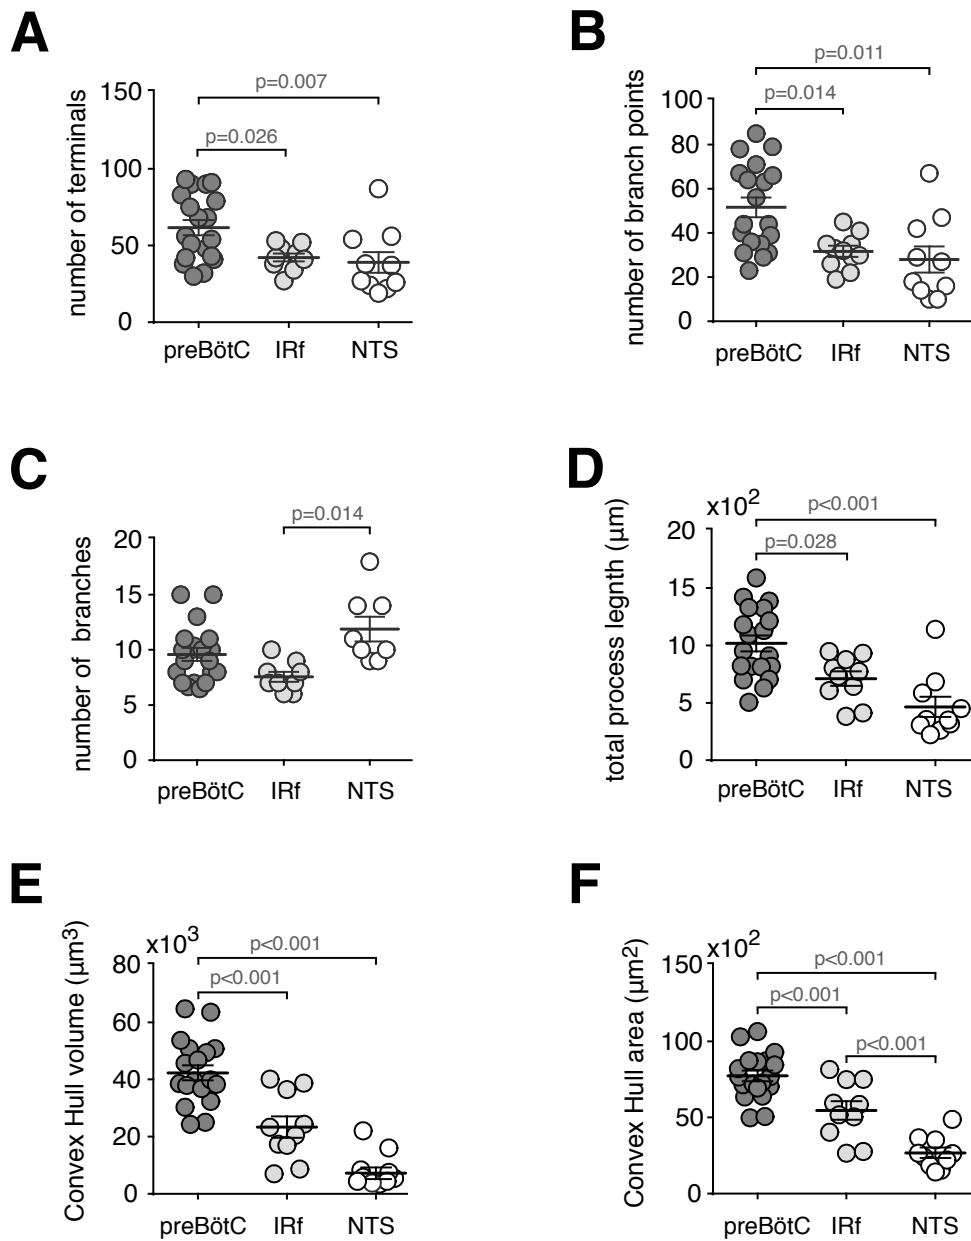 A
number of terminals
150
100
50
0
p=0.007
p=0.026
preBötC IRf NTS
B
number of branch points
100
80
60
40
20
0
p=0.011
p=0.014
preBötC IRf NTS
C
number of branches
20
15
10
5
0
p=0.014
preBötC IRf NTS
D
total process legnth (µm)
x10²
20
15
10
5
0
p<0.001
p=0.028
preBötC IRf NTS
E
Convex Hull volume (µm³)
x10³
80
60
40
20
0
p<0.001
p<0.001
preBötC IRf NTS
F
Convex Hull area (µm²)
x10²
150
100
50
0
p<0.001
p<0.001
p<0.001
preBötC IRf NTS